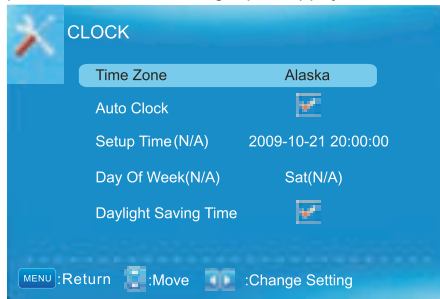 CLOCK
Time Zone Alaska
Auto Clock
Setup Time(N/A) 2009-10-21 20:00:00
Day Of Week(N/A) Sat(N/A)
Daylight Saving Time
MENU :Return :Move :Change Setting